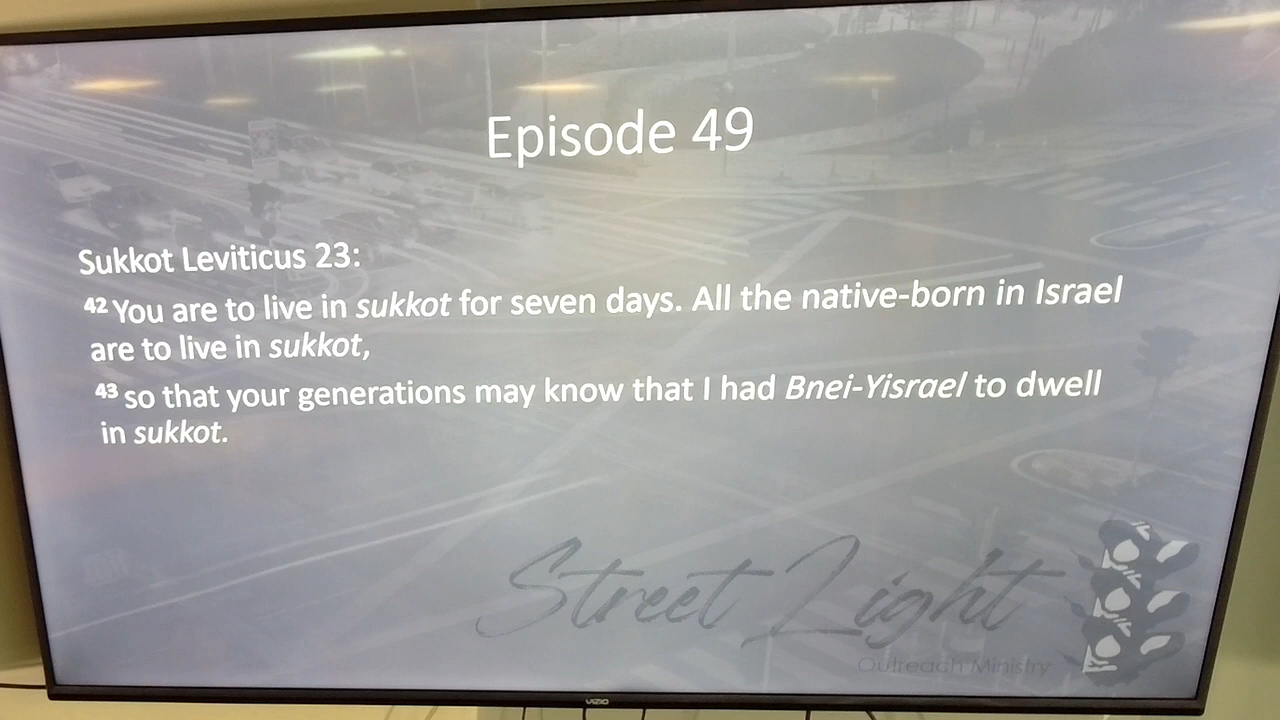 Episode 49
Sukkot Leviticus 23:
42 You are to live in sukkot for seven days. All the native-born in Israel
are to live in sukkot,
43 so that your generations may know that I had Bnei-Yisrael to dwell
in sukkot.
Street Light
Outreach Ministry
VIZIO